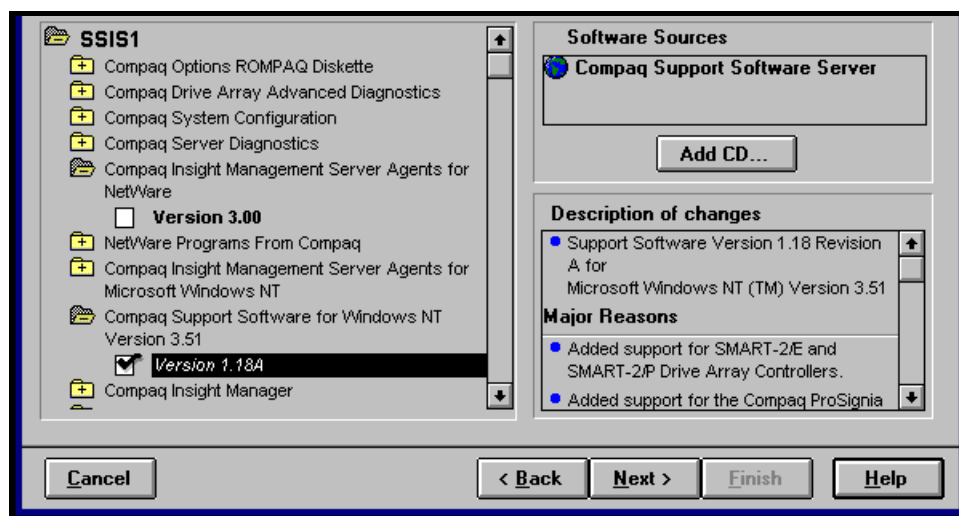 SSIS1
Compaq Options ROMPAQ Diskette
Compaq Drive Array Advanced Diagnostics
Compaq System Configuration
Compaq Server Diagnostics
Compaq Insight Management Server Agents for
NetWare
Version 3.00
NetWare Programs From Compaq
Compaq Insight Management Server Agents for
Microsoft Windows NT
Compaq Support Software for Windows NT
Version 3.51
Version 1.18A
Compaq Insight Manager
Software Sources
Compaq Support Software Server
Add CD...
Description of changes
Support Software Version 1.18 Revision
A for
Microsoft Windows NT (TM) Version 3.51
Major Reasons
Added support for SMART-2/E and
SMART-2/P Drive Array Controllers.
Added support for the Compaq ProSignia
Cancel
< Back
Next >
Finish
Help